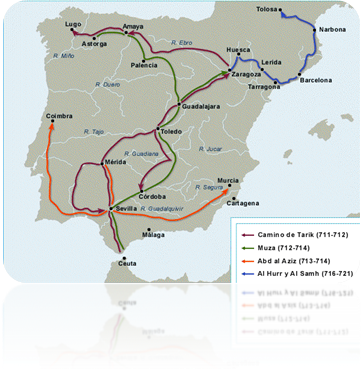 Tolosa
Lugo
Amaya
Narbona
Astorga
R. Ebro
Huesca
R. Miño
Palencia
Lerida
Zaragoza
R. Duero
Barcelona
Tarragona
Guadalajara
Coimbra
R. Tajo
Toledo
R. Jucar
Mérida
R. Guadiana
Murcia
R. Segura
Córdoba
Cartagena
Sevilla
R. Guadalquivir
Málaga
Ceuta
Camino de Tarik (711-712)
Muza (712-714)
Abd al Aziz (713-714)
Al Hurr y Al Samh (716-721)